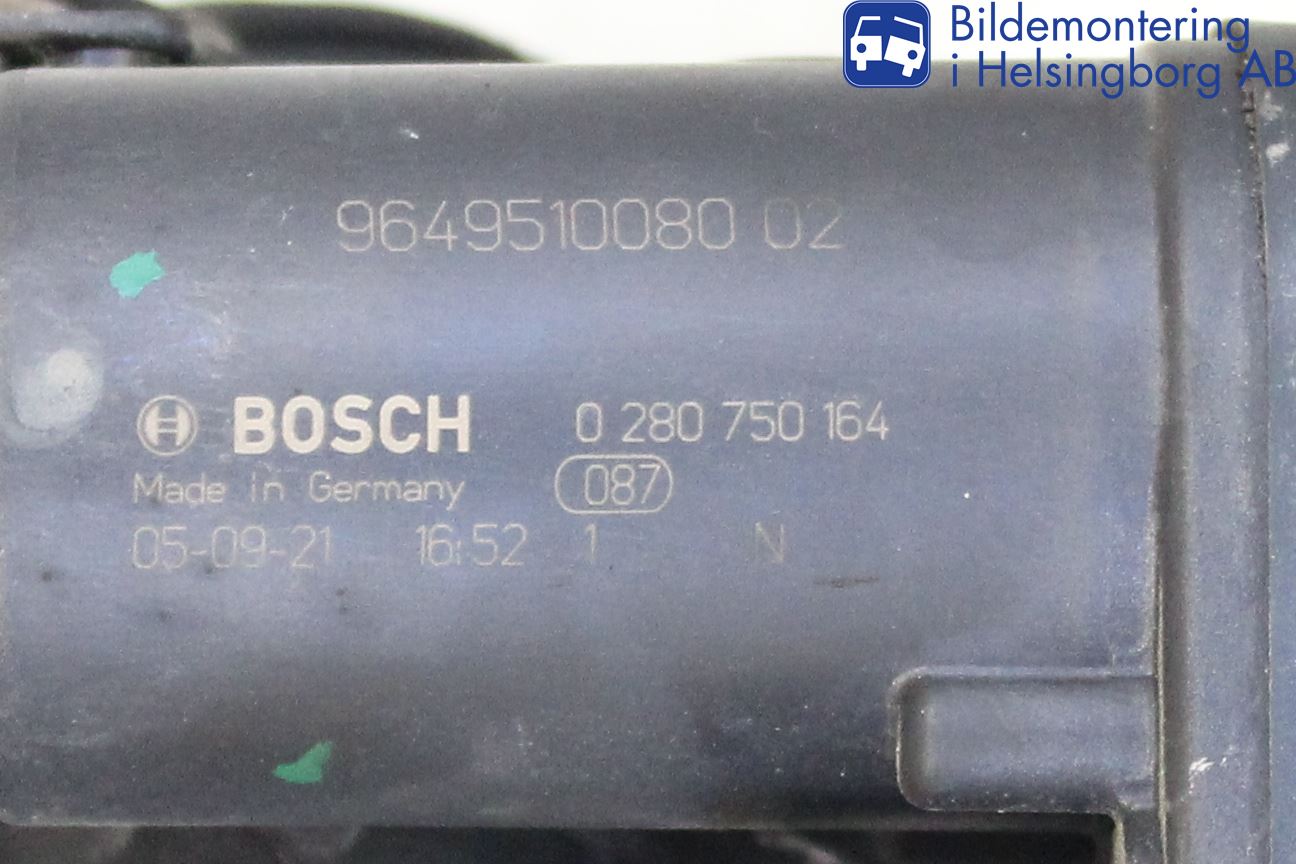 Bildemontering
i Helsingborg AB
9649510080 02
BOSCH 0 280 750 164
Made in Germany 087
05-09-21 16:52 1 N